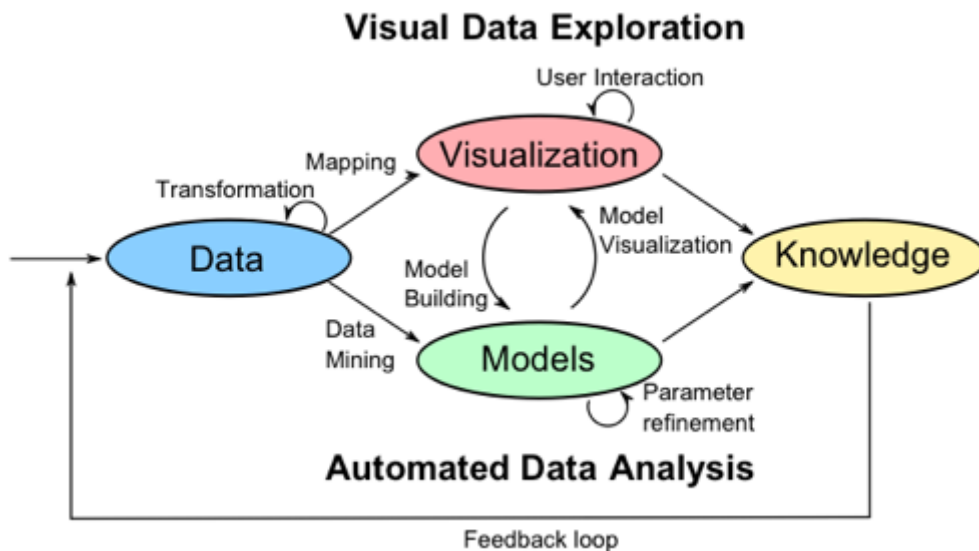 Visual Data Exploration
User Interaction
Visualization
Mapping
Transformation
Data
Model
Visualization
Knowledge
Model
Building
Data
Mining
Models
Parameter
refinement
Automated Data Analysis
Feedback loop